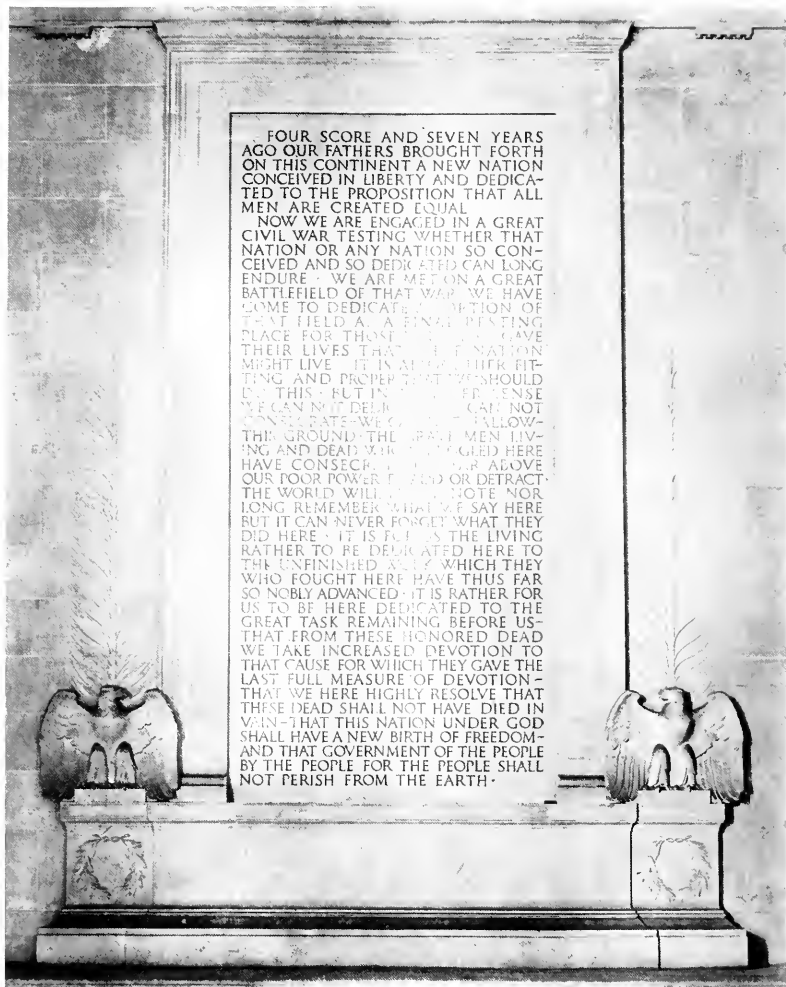 FOUR SCORE AND SEVEN YEARS
AGO OUR FATHERS BROUGHT FORTH
ON THIS CONTINENT A NEW NATION
CONCEIVED IN LIBERTY AND DEDICA-
TED TO THE PROPOSITION THAT ALL
MEN ARE CREATED EQUAL
NOW WE ARE ENGAGED IN A GREAT
CIVIL WAR TESTING WHETHER THAT
NATION OR ANY NATION SO CON-
CEIVED AND SO DEDICATED CAN LONG
ENDURE · WE ARE MET ON A GREAT
BATTLEFIELD OF THAT WAR · WE HAVE
COME TO DEDICATE A PORTION OF
THAT FIELD A FINAL RESTING
PLACE FOR THOSE GAVE
THEIR LIVES THAT NATION
MIGHT LIVE · IT IS ALTOGETHER FIT-
TING AND PROPER THAT WE SHOULD
DO THIS · BUT IN SENSE
WE CAN NOT CAN NOT
CONSECRATE-WE HALLOW-
THIS GROUND · THE BRAVE MEN LIV-
ING AND DEAD WHO HERE
HAVE ABOVE
OUR POOR POWER OR DETRACT ·
THE WORLD WILL NOTE NOR
LONG REMEMBER WHAT WE SAY HERE
BUT IT CAN NEVER FORGET WHAT THEY
DID HERE · IT IS FOR US THE LIVING
RATHER TO BE DEDICATED HERE TO
THE UNFINISHED WORK WHICH THEY
WHO FOUGHT HERE HAVE THUS FAR
SO NOBLY ADVANCED · IT IS RATHER FOR
US TO BE HERE DEDICATED TO THE
GREAT TASK REMAINING BEFORE US-
THAT FROM THESE HONORED DEAD
WE TAKE INCREASED DEVOTION TO
THAT CAUSE FOR WHICH THEY GAVE THE
LAST FULL MEASURE OF DEVOTION-
THAT WE HERE HIGHLY RESOLVE THAT
THESE DEAD SHALL NOT HAVE DIED IN
VAIN-THAT THIS NATION UNDER GOD
SHALL HAVE A NEW BIRTH OF FREEDOM-
AND THAT GOVERNMENT OF THE PEOPLE
BY THE PEOPLE FOR THE PEOPLE SHALL
NOT PERISH FROM THE EARTH ·